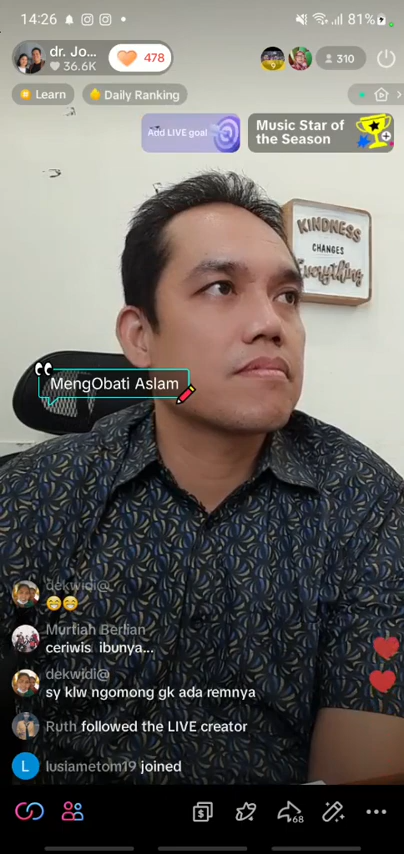 14:26
81%
dr. Jo...
36.6K
478
310
Learn
Daily Ranking
Add LIVE goal
Music Star of
the Season
KINDNESS
CHANGES
Everything
MengObati Aslam
dekwidi@
😁😁
Murtiah Berlian
ceriwis ibunya...
dekwidi@
sy klw ngomong gk ada remnya
Ruth followed the LIVE creator
L
lusiametom19 joined
68